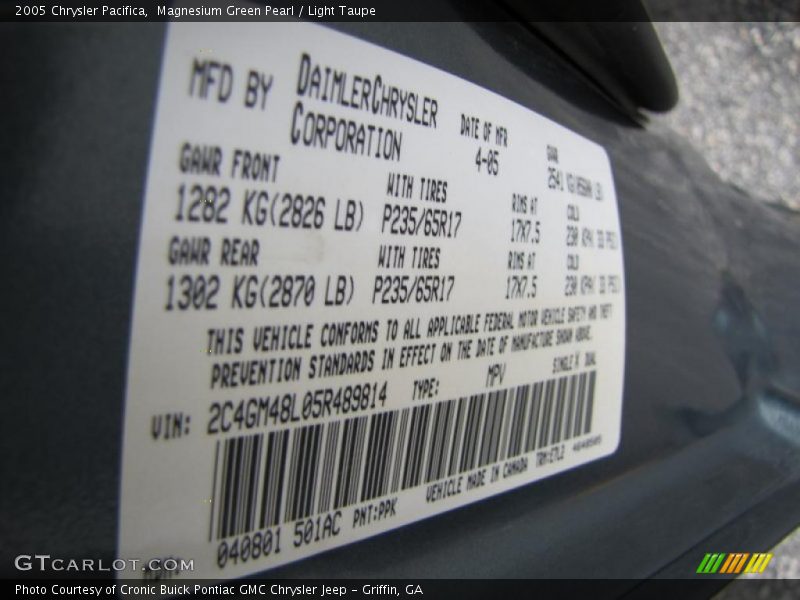 2005 Chrysler Pacifica, Magnesium Green Pearl / Light Taupe
MFD BY DAIMLERCHRYSLER CORPORATION
DATE OF MFR
4-05
GAWR FRONT WITH TIRES RIMS AT COLD
1282 KG(2826 LB) P235/65R17 17X7.5
GAWR REAR WITH TIRES RIMS AT COLD
1302 KG(2870 LB) P235/65R17 17X7.5
THIS VEHICLE CONFORMS TO ALL APPLICABLE FEDERAL MOTOR VEHICLE SAFETY AND THEFT
PREVENTION STANDARDS IN EFFECT ON THE DATE OF MANUFACTURE SHOWN ABOVE.
VIN: 2C4GM48L05R489814 TYPE: MPV SINGLE X DUAL
040801 501AC PNT:PPK VEHICLE MADE IN CANADA
GTCARLOT.COM
Photo Courtesy of Cronic Buick Pontiac GMC Chrysler Jeep - Griffin, GA